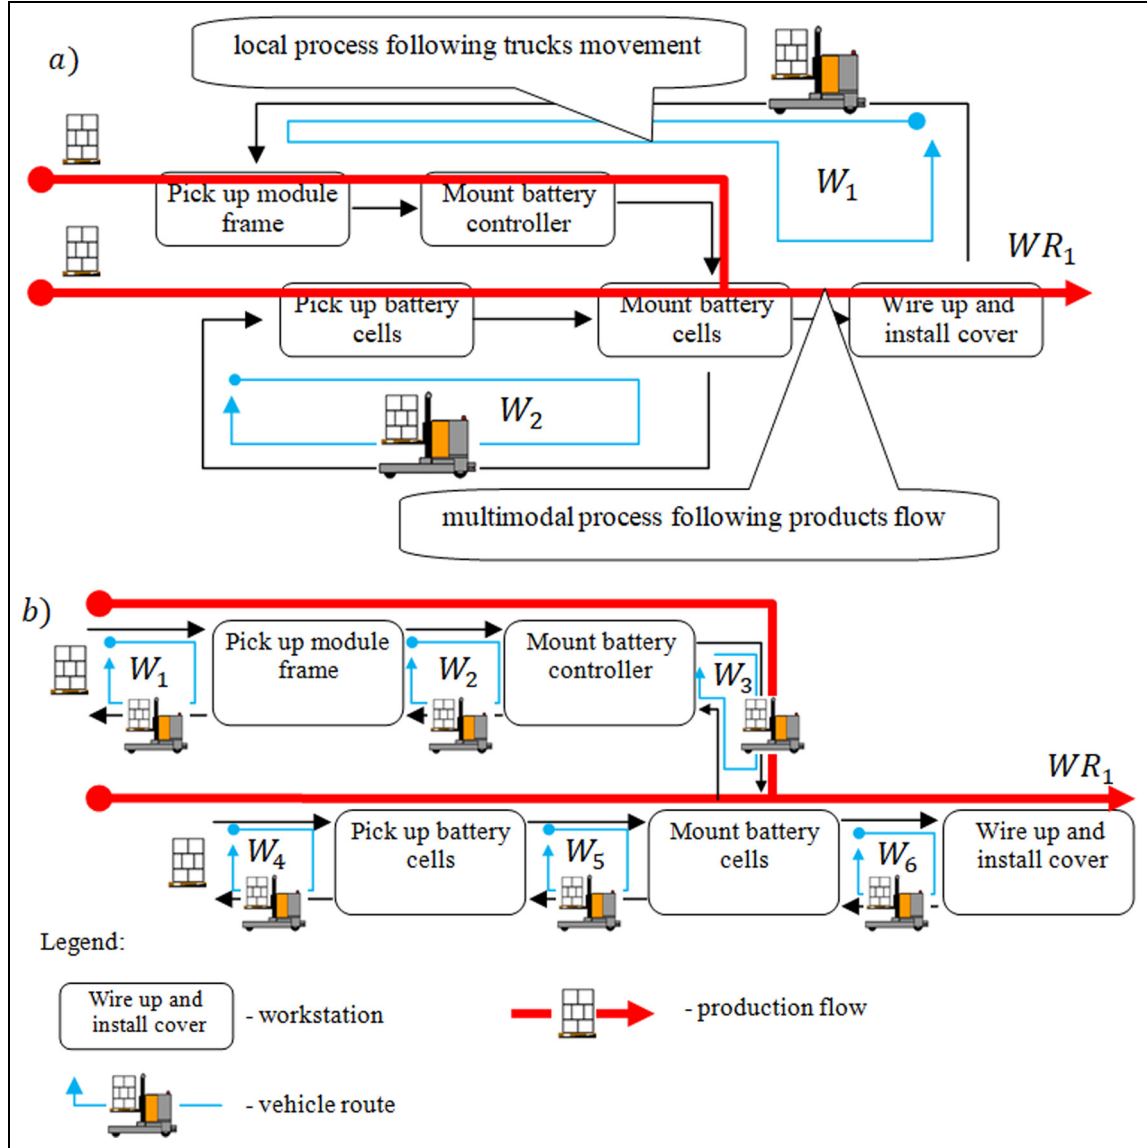 a)
local process following trucks movement
W1
Pick up module
frame
Mount battery
controller
WR1
Pick up battery
cells
Mount battery
cells
Wire up and
install cover
W2
multimodal process following products flow
b)
Pick up module
frame
Mount battery
controller
W1
W2
W3
WR1
Pick up battery
cells
Mount battery
cells
Wire up and
install cover
W4
W5
W6
Legend:
Wire up and
install cover
- workstation
- production flow
- vehicle route